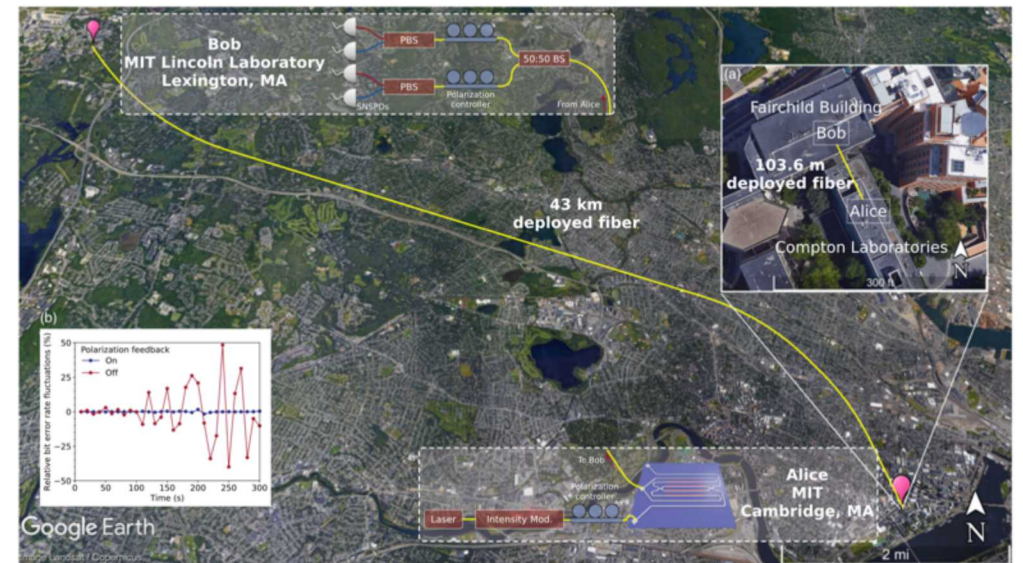 Bob
MIT Lincoln Laboratory
Lexington, MA
PBS
PBS
SNSPDs
Polarization
controller
50:50 BS
From Alice
(a)
Fairchild Building
Bob
103.6 m
deployed fiber
Alice
Compton Laboratories
N
300 ft
43 km
deployed fiber
(b)
Relative bit error rate fluctuations (%)
50
25
0
−25
−50
Polarization feedback
On
Off
0 50 100 150 200 250 300
Time (s)
To Bob
Polarization
controller
Laser
Intensity Mod.
Alice
MIT
Cambridge, MA
N
2 mi
Google Earth
Image Landsat / Copernicus